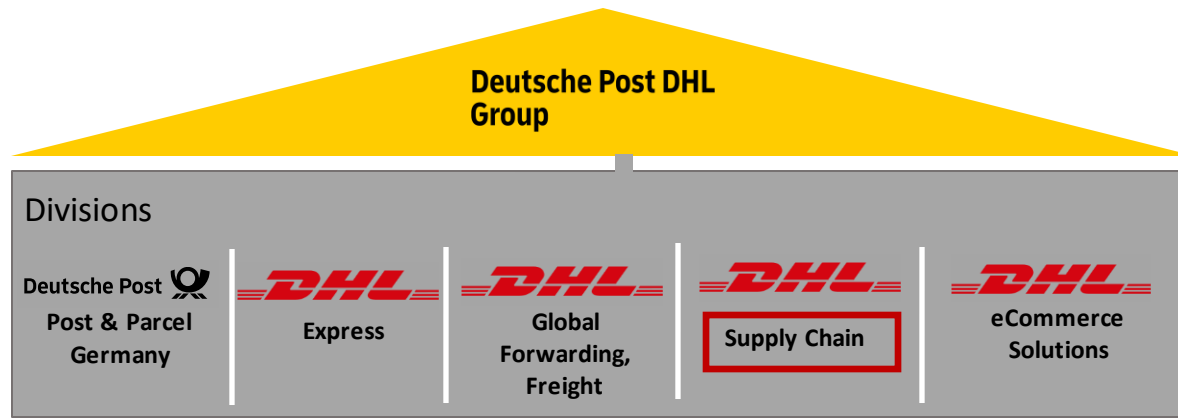 Deutsche Post DHL
Group
Divisions
Deutsche Post
Post & Parcel
Germany
DHL
Express
DHL
Global
Forwarding,
Freight
DHL
Supply Chain
DHL
eCommerce
Solutions